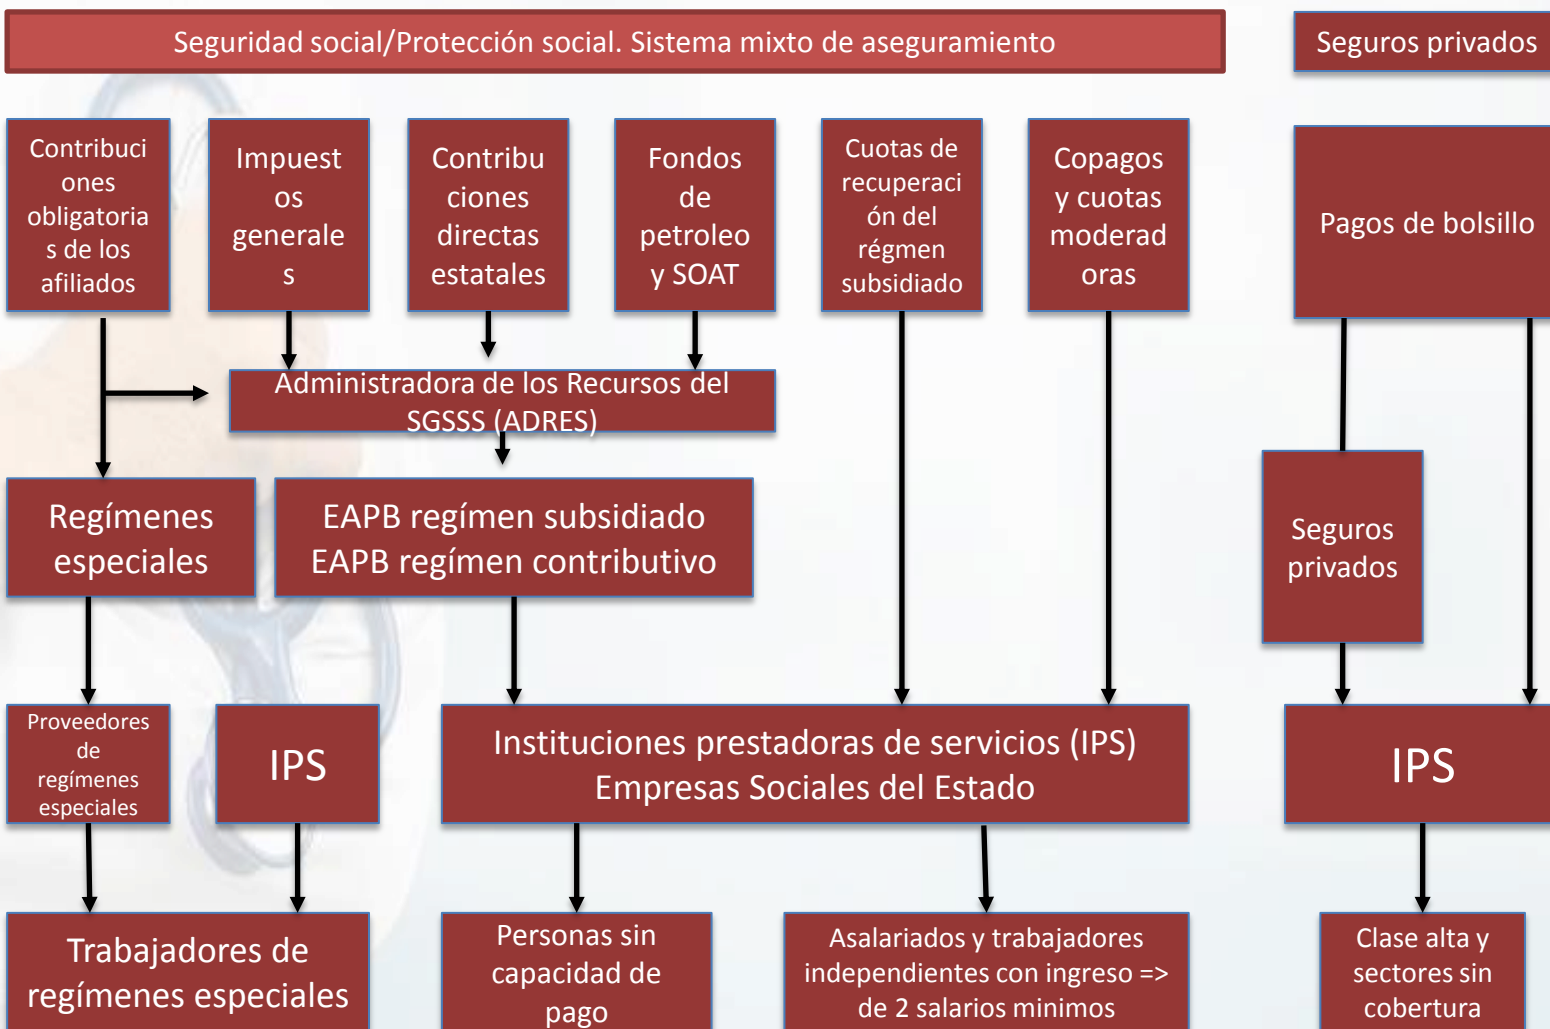 Seguridad social/Protección social. Sistema mixto de aseguramiento
Seguros privados
Contribuci
ones
obligatoria
s de los
afiliados
Impuest
os
generale
s
Contribu
ciones
directas
estatales
Fondos
de
petroleo
y SOAT
Cuotas de
recuperaci
ón del
régmen
subsidiado
Copagos
y cuotas
moderad
oras
Pagos de bolsillo
Administradora de los Recursos del
SGSSS (ADRES)
Regímenes
especiales
EAPB regímen subsidiado
EAPB regímen contributivo
Seguros
privados
Proveedores
de
regímenes
especiales
IPS
Instituciones prestadoras de servicios (IPS)
Empresas Sociales del Estado
IPS
Trabajadores de
regímenes especiales
Personas sin
capacidad de
pago
Asalariados y trabajadores
independientes con ingreso =>
de 2 salarios minimos
Clase alta y
sectores sin
cobertura